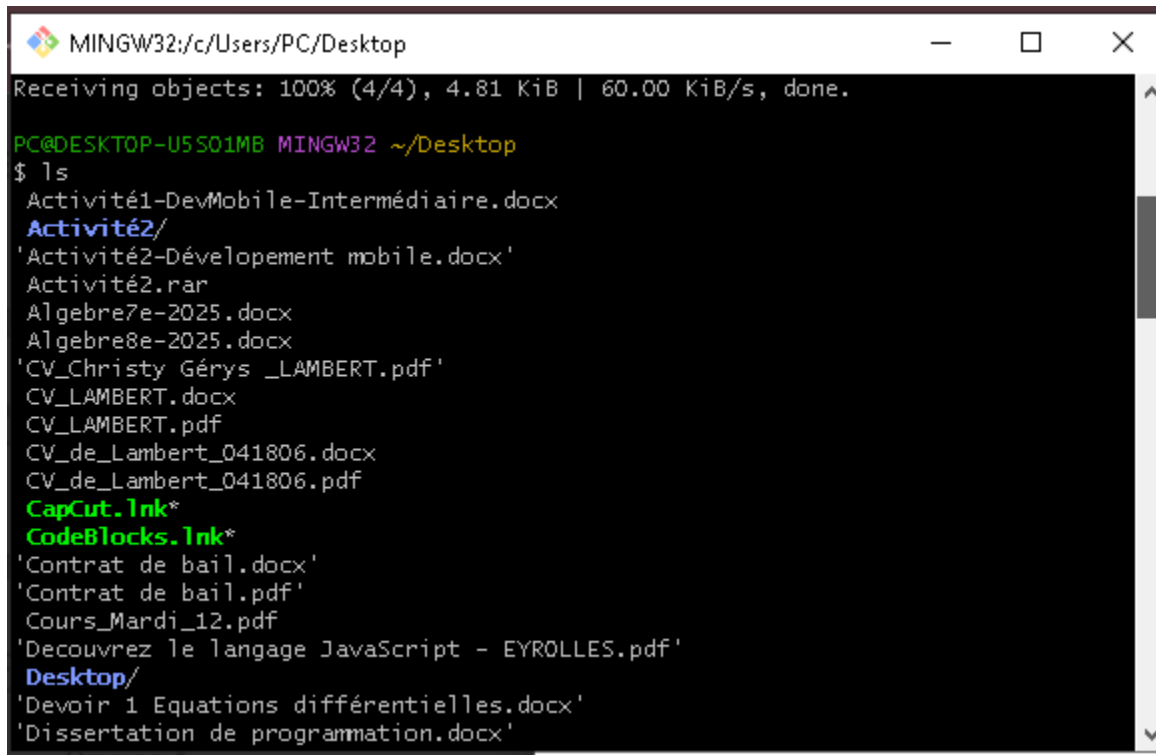 MINGW32:/c/Users/PC/Desktop
Receiving objects: 100% (4/4), 4.81 KiB | 60.00 KiB/s, done.
PC@DESKTOP-U5SO1MB MINGW32 ~/Desktop
$ ls
Activité1-DevMobile-Intermédiaire.docx
Activité2/
'Activité2-Dévelopement mobile.docx'
Activité2.rar
Algebre7e-2025.docx
Algebre8e-2025.docx
'CV_Christy Gérys _LAMBERT.pdf'
CV_LAMBERT.docx
CV_LAMBERT.pdf
CV_de_Lambert_041806.docx
CV_de_Lambert_041806.pdf
CapCut.lnk*
CodeBlocks.lnk*
'Contrat de bail.docx'
'Contrat de bail.pdf'
Cours_Mardi_12.pdf
'Decouvrez le langage JavaScript - EYROLLES.pdf'
Desktop/
'Devoir 1 Equations différentielles.docx'
'Dissertation de programmation.docx'